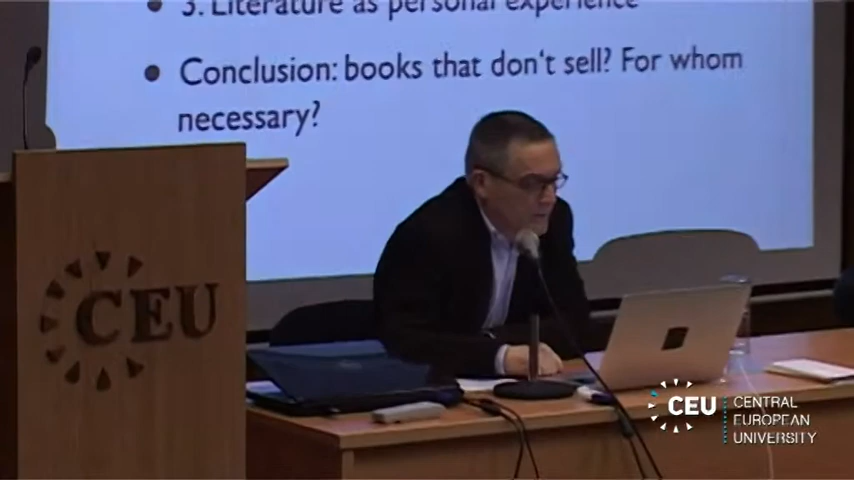 • 3. Literature as personal experience
• Conclusion: books that don't sell? For whom
necessary?
CEU
CEU
CENTRAL
EUROPEAN
UNIVERSITY